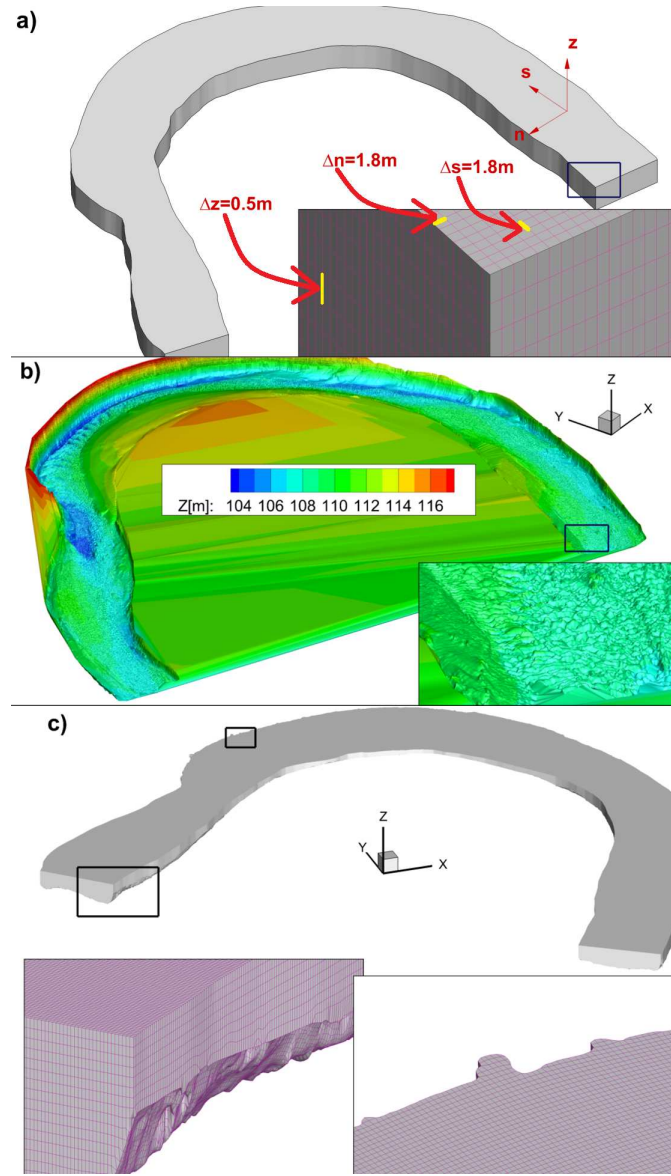 a)
z
s
n
Δn=1.8m
Δs=1.8m
Δz=0.5m
b)
Z
Y
X
Z[m]: 104 106 108 110 112 114 116
c)
Z
Y
X